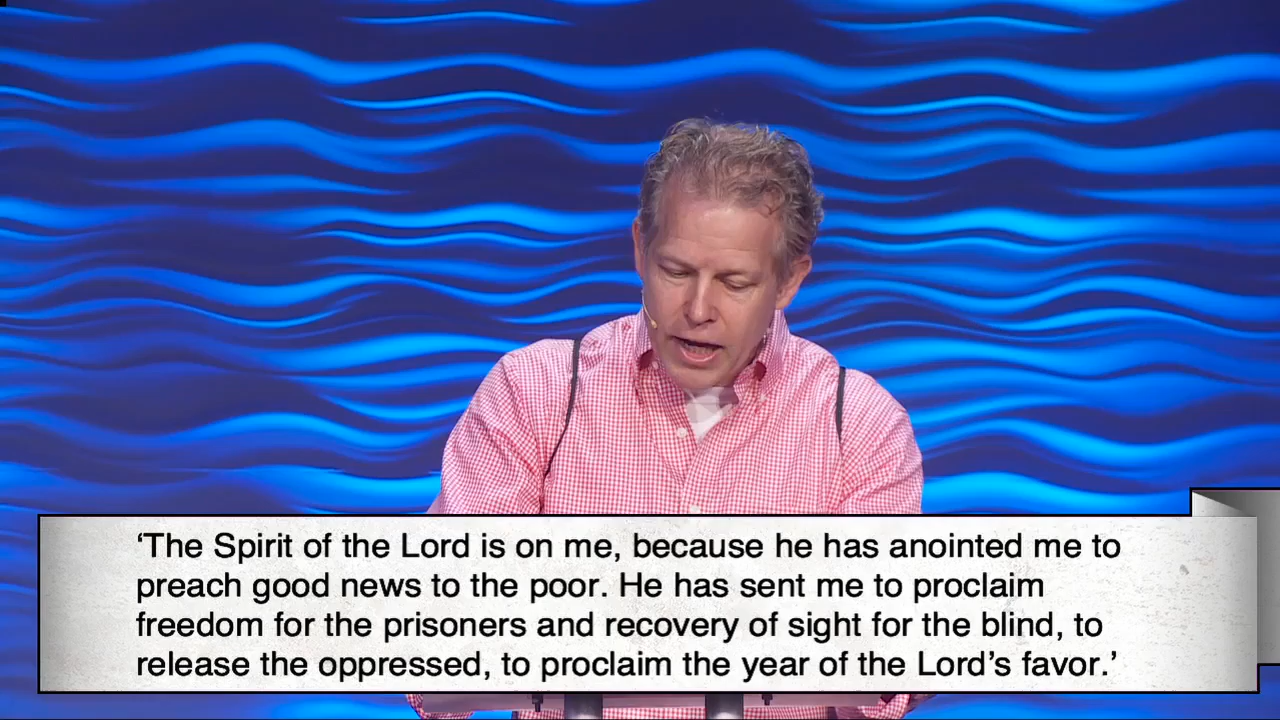 ‘The Spirit of the Lord is on me, because he has anointed me to
preach good news to the poor. He has sent me to proclaim
freedom for the prisoners and recovery of sight for the blind, to
release the oppressed, to proclaim the year of the Lord’s favor.’